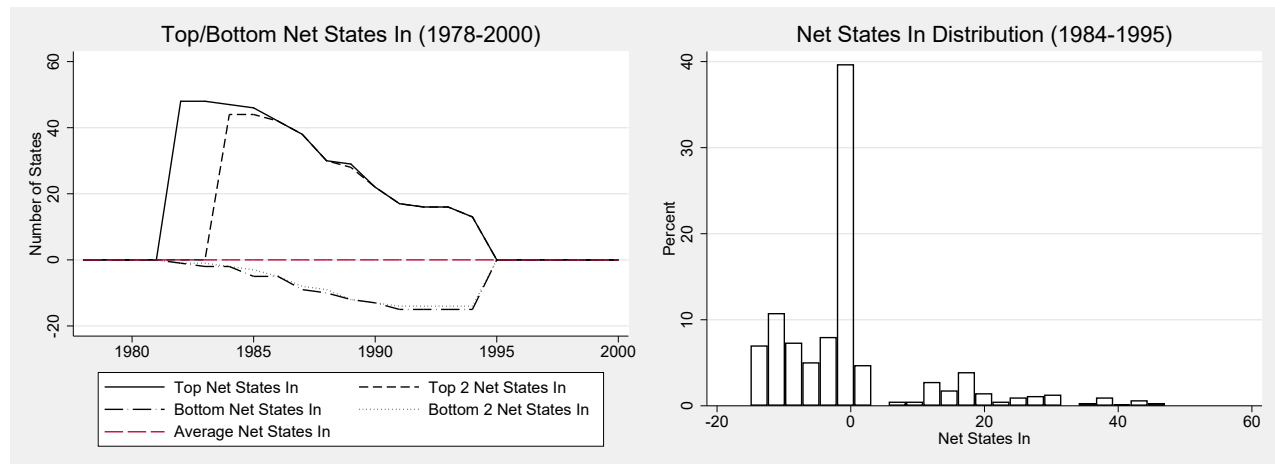 Top/Bottom Net States In (1978-2000)
60
40
20
0
-20
Number of States
1980 1985 1990 1995 2000
Top Net States In Top 2 Net States In
Bottom Net States In Bottom 2 Net States In
Average Net States In
Net States In Distribution (1984-1995)
40
30
20
10
0
Percent
-20 0 20 40 60
Net States In